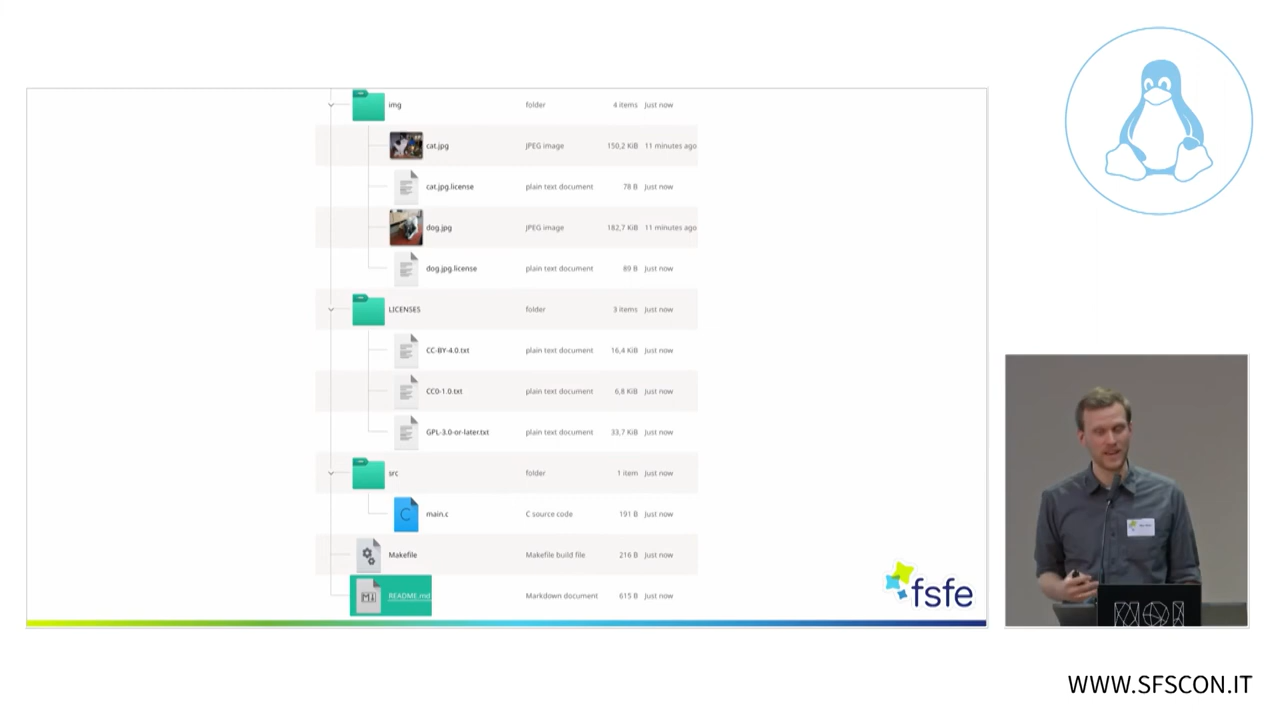 img folder 4 items Just now
cat.jpg JPEG image 150,2 KiB 11 minutes ago
cat.jpg.license plain text document 78 B Just now
dog.jpg JPEG image 182,7 KiB 11 minutes ago
dog.jpg.license plain text document 89 B Just now
LICENSES folder 3 items Just now
CC-BY-4.0.txt plain text document 16,4 KiB Just now
CC0-1.0.txt plain text document 6,8 KiB Just now
GPL-3.0-or-later.txt plain text document 33,7 KiB Just now
src folder 1 item Just now
C main.c C source code 191 B Just now
Makefile Makefile build file 216 B Just now
README.md Markdown document 615 B Just now
fsfe
NOI
WWW.SFSCON.IT